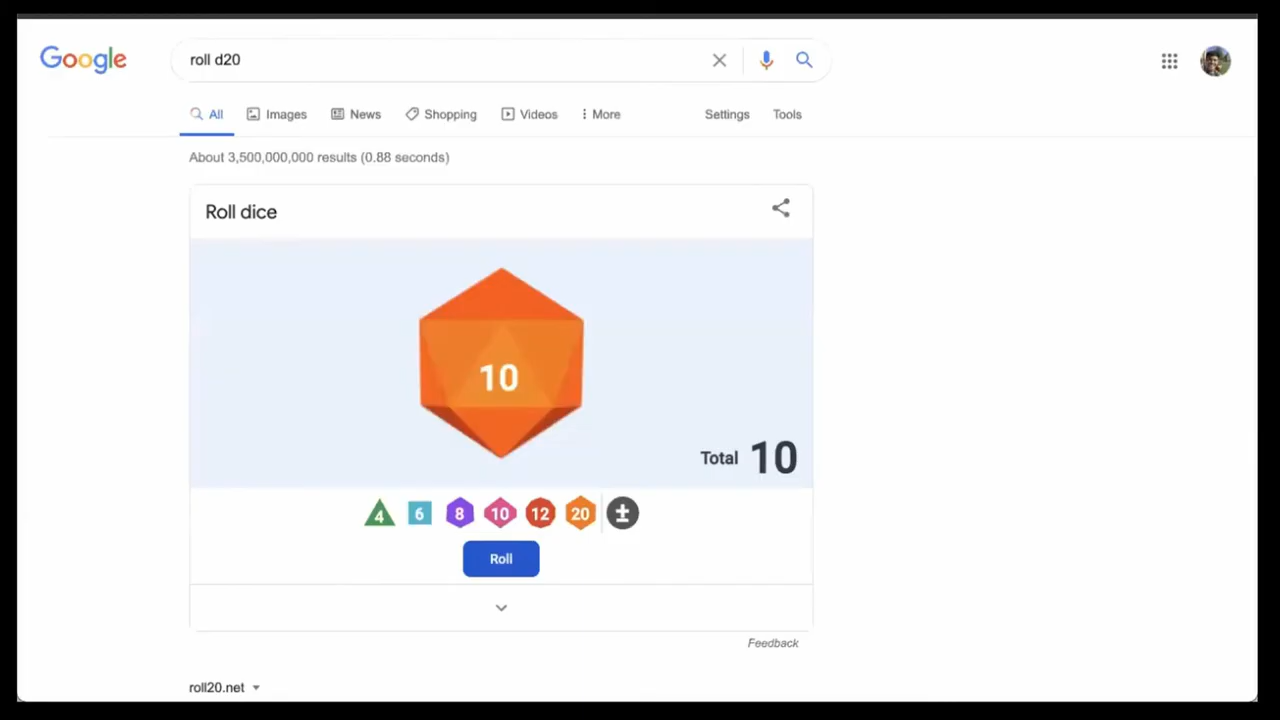 Google
roll d20
All Images News Shopping Videos More Settings Tools
About 3,500,000,000 results (0.88 seconds)
Roll dice
10
Total 10
4 6 8 10 12 20 ±
Roll
Feedback
roll20.net